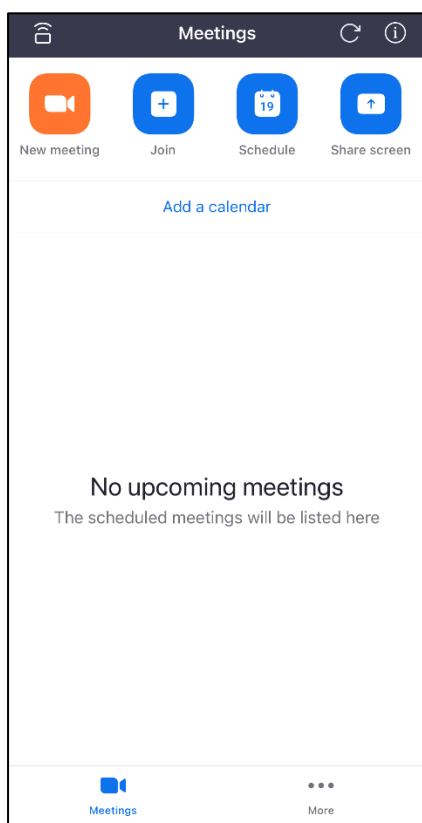 Meetings
19
New meeting Join Schedule Share screen
Add a calendar
No upcoming meetings
The scheduled meetings will be listed here
Meetings More